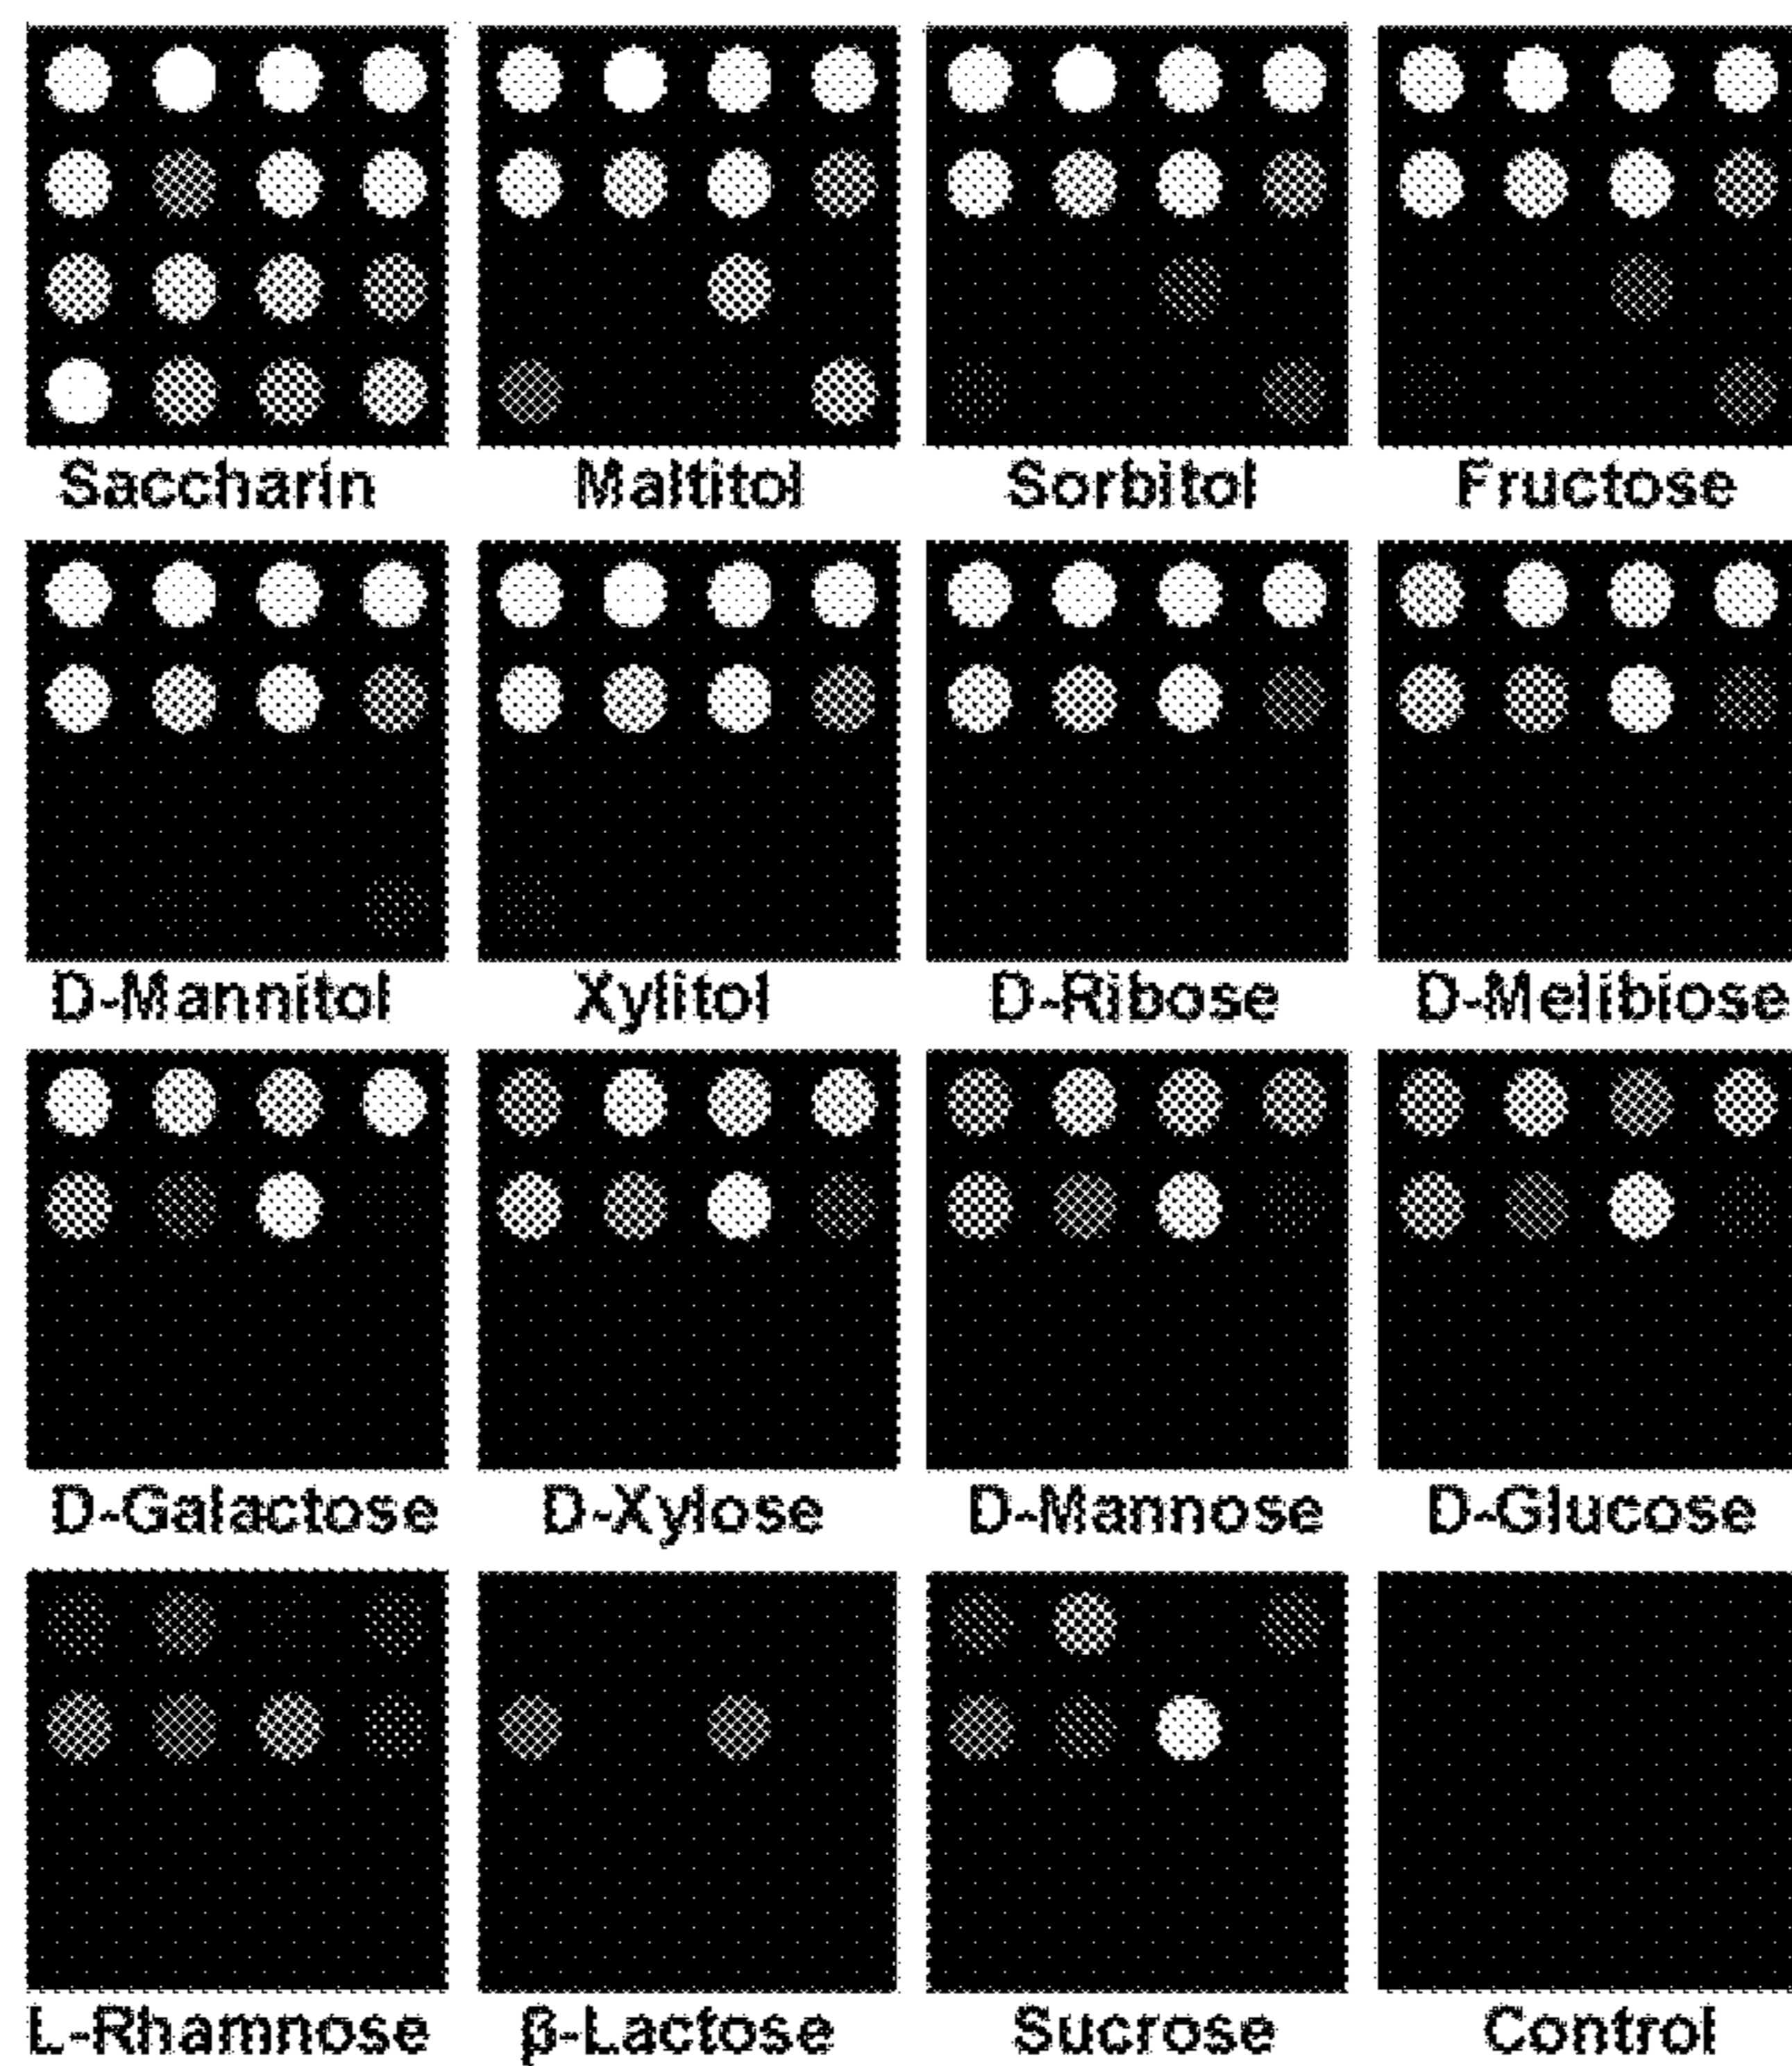 Saccharin Maltitol Sorbitol Fructose
D-Mannitol Xylitol D-Ribose D-Melibiose
D-Galactose D-Xylose D-Mannose D-Glucose
L-Rhamnose β-Lactose Sucrose Control